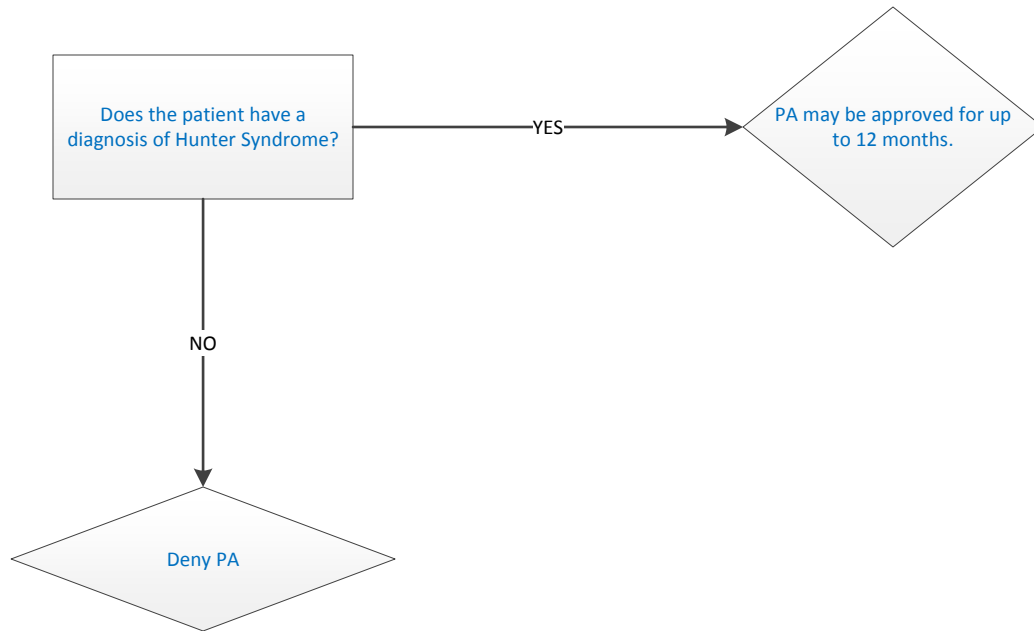 Does the patient have a
diagnosis of Hunter Syndrome?
YES
PA may be approved for up
to 12 months.
NO
Deny PA